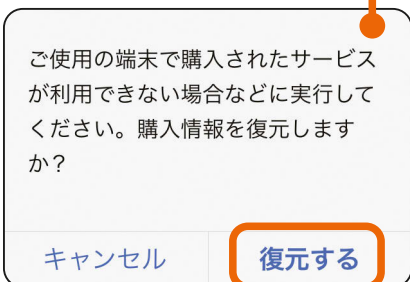 ご使用の端末で購入されたサービス
が利用できない場合などに実行して
ください。購入情報を復元します
か？
キャンセル
復元する